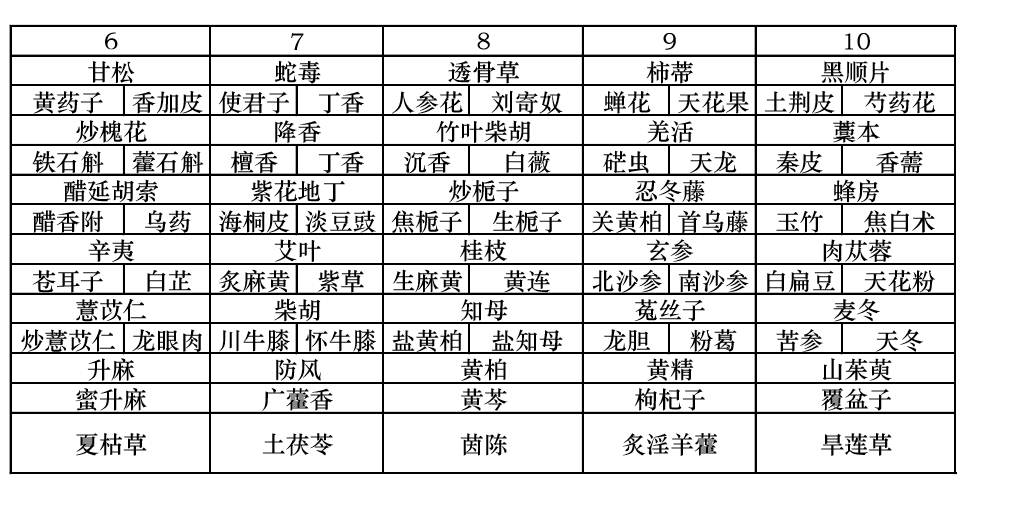 6 7 8 9 10
甘松 蛇毒 透骨草 柿蒂 黑顺片
黄药子 香加皮 使君子 丁香 人参花 刘寄奴 蝉花 天花果 土荆皮 芍药花
炒槐花 降香 竹叶柴胡 羌活 藁本
铁石斛 藿石斛 檀香 丁香 沉香 白薇 硭虫 天龙 秦皮 香薷
醋延胡索 紫花地丁 炒栀子 忍冬藤 蜂房
醋香附 乌药 海桐皮 淡豆豉 焦栀子 生栀子 关黄柏 首乌藤 玉竹 焦白术
辛夷 艾叶 桂枝 玄参 肉苁蓉
苍耳子 白芷 炙麻黄 紫草 生麻黄 黄连 北沙参 南沙参 白扁豆 天花粉
薏苡仁 柴胡 知母 菟丝子 麦冬
炒薏苡仁 龙眼肉 川牛膝 怀牛膝 盐黄柏 盐知母 龙胆 粉葛 苦参 天冬
升麻 防风 黄柏 黄精 山茱萸
蜜升麻 广藿香 黄芩 枸杞子 覆盆子
夏枯草 土茯苓 茵陈 炙淫羊藿 旱莲草